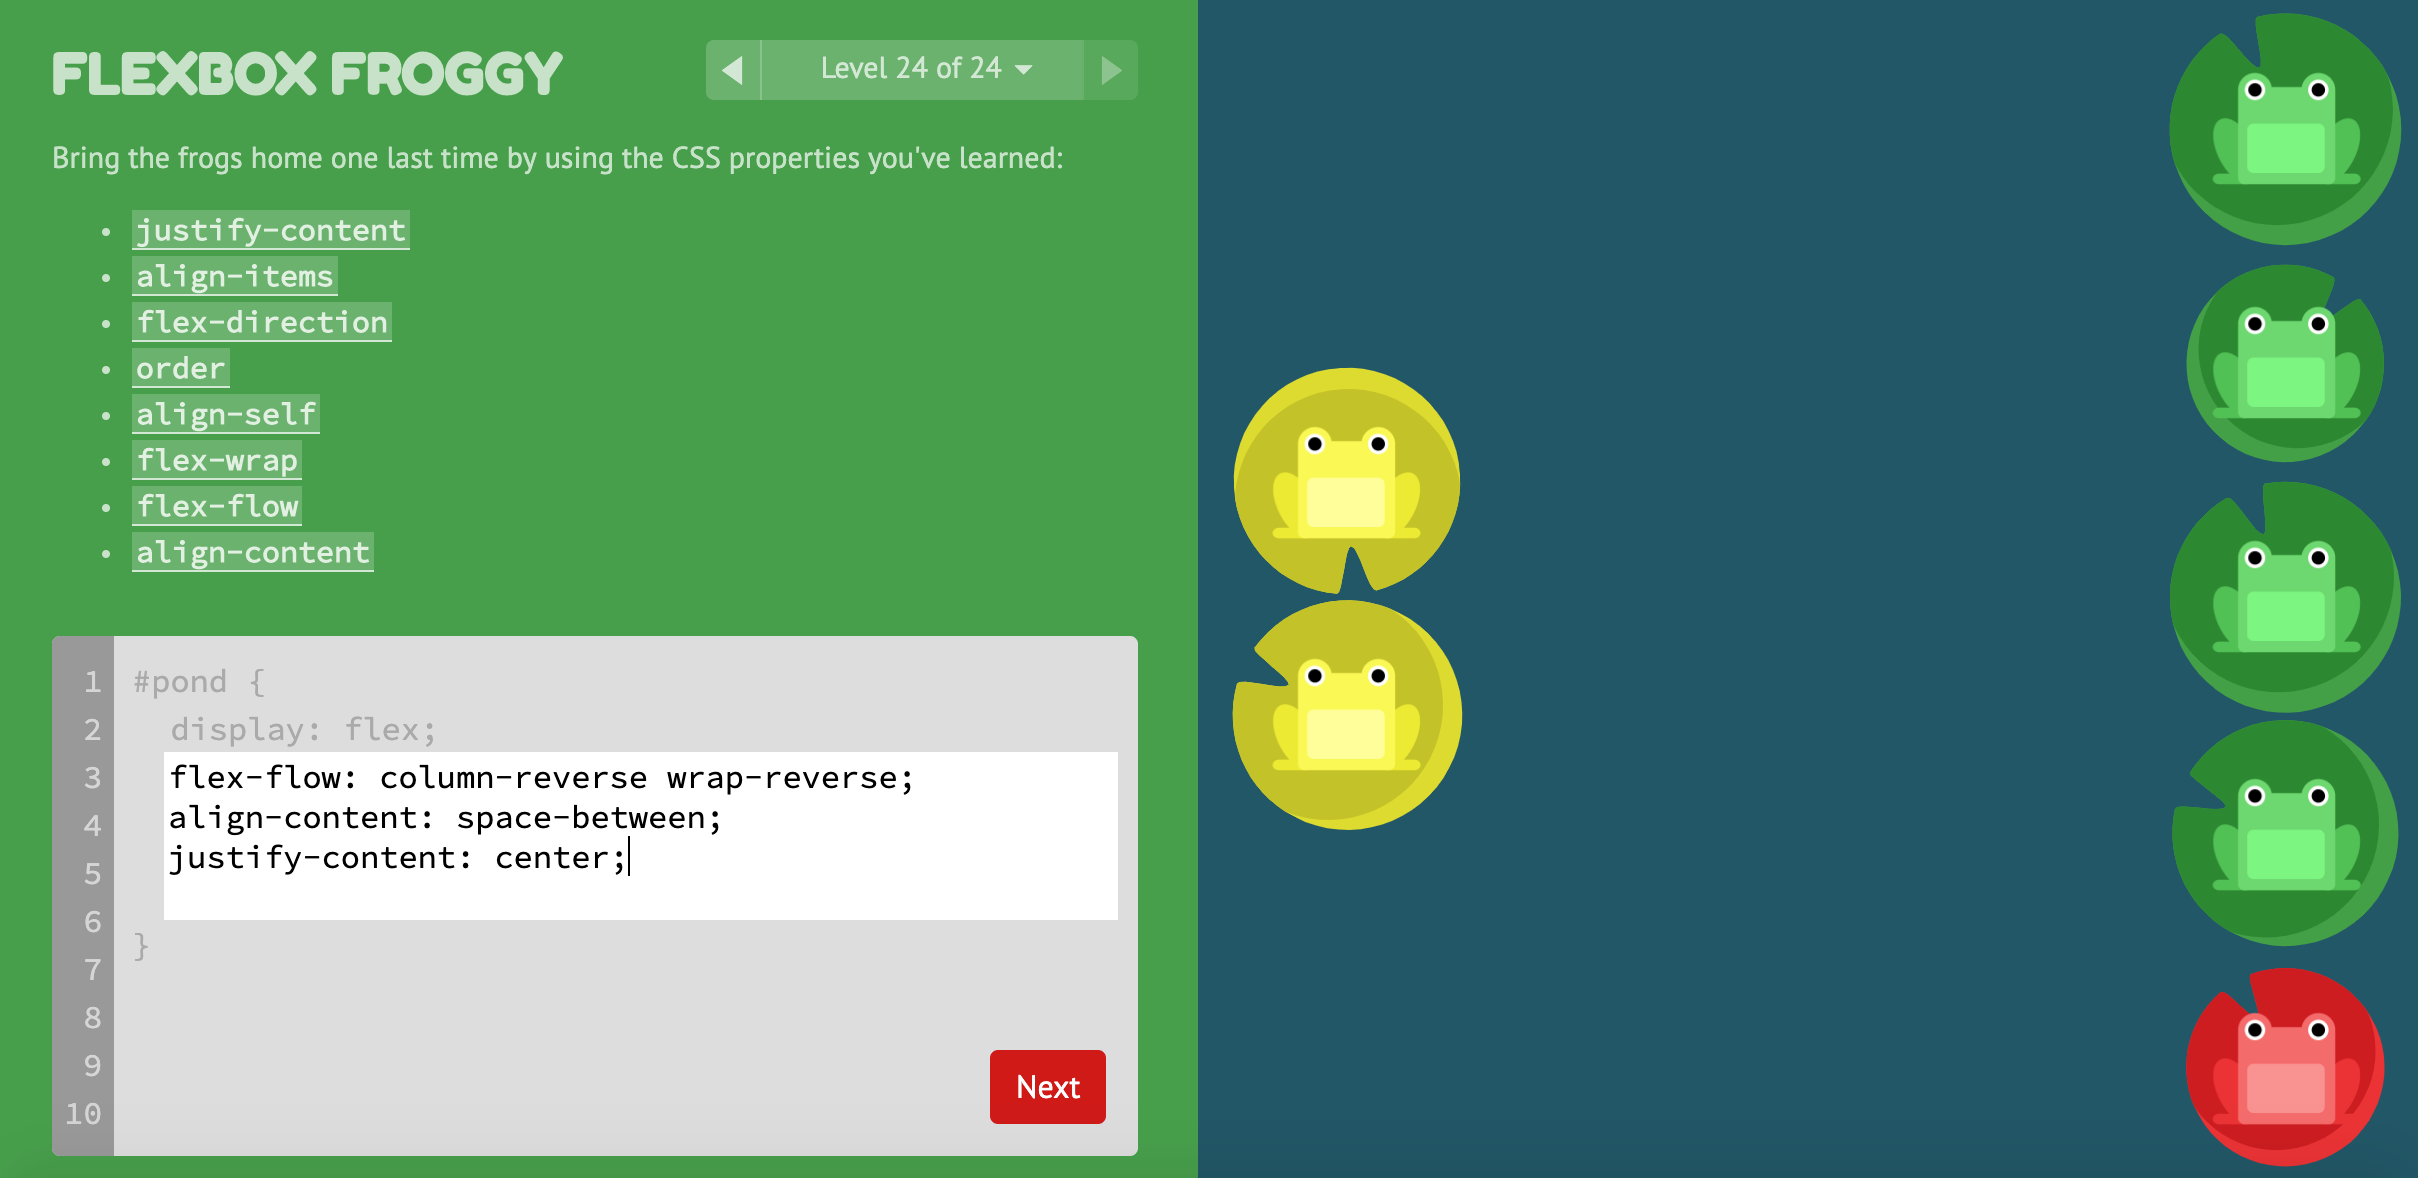 FLEXBOX FROGGY
Level 24 of 24
Bring the frogs home one last time by using the CSS properties you've learned:
justify-content
align-items
flex-direction
order
align-self
flex-wrap
flex-flow
align-content
1 #pond {
2 display: flex;
3 flex-flow: column-reverse wrap-reverse;
4 align-content: space-between;
5 justify-content: center;
6
}
7
8
9
10
Next